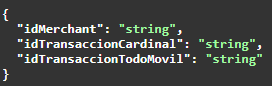 {
  "idMerchant": "string",
  "idTransaccionCardinal": "string",
  "idTransaccionTodoMovil": "string"
}